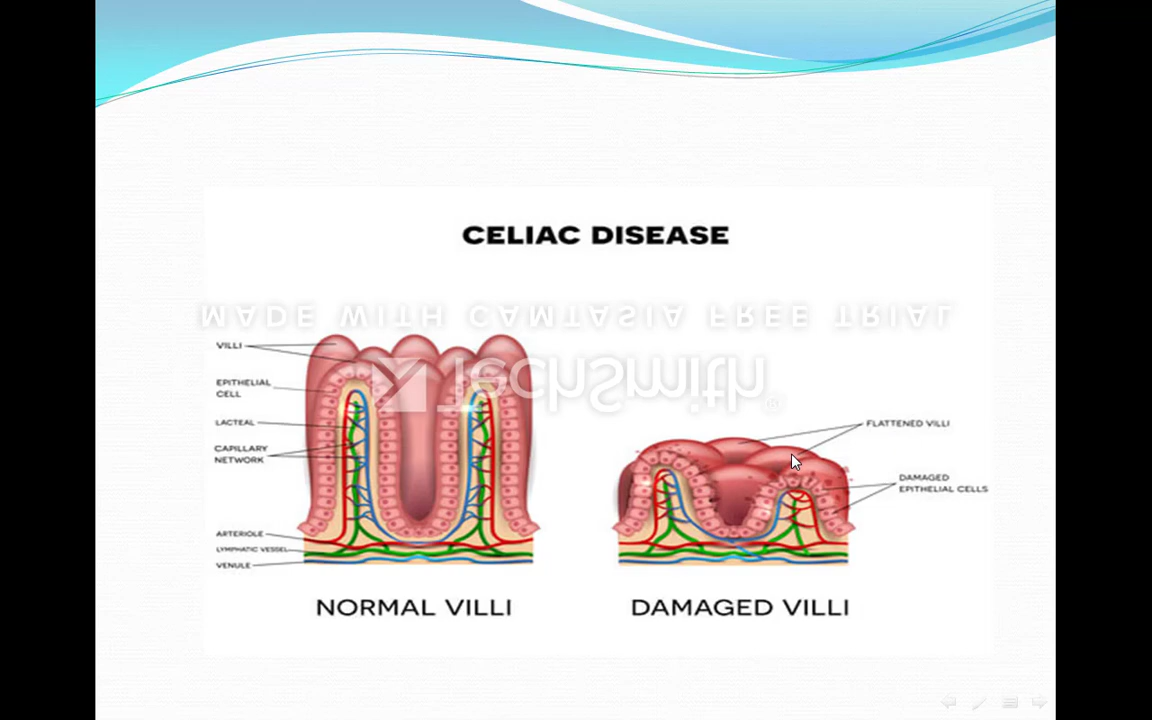 CELIAC DISEASE
MADE WITH CAMTASIA FREE TRIAL
TechSmith®
VILLI
EPITHELIAL
CELL
LACTEAL
CAPILLARY
NETWORK
ARTERIOLE
LYMPHATIC VESSEL
VENULE
NORMAL VILLI
FLATTENED VILLI
DAMAGED
EPITHELIAL CELLS
DAMAGED VILLI